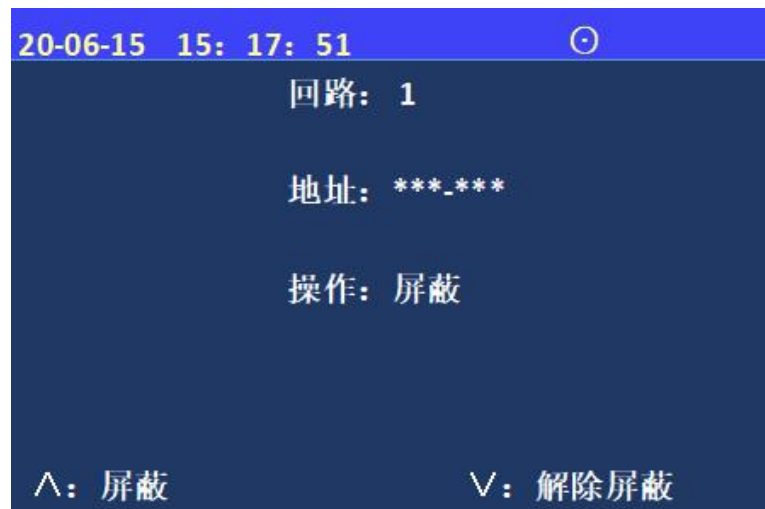 20-06-15 15：17：51
回路： 1
地址： ***-***
操作： 屏蔽
∧： 屏蔽 ∨： 解除屏蔽